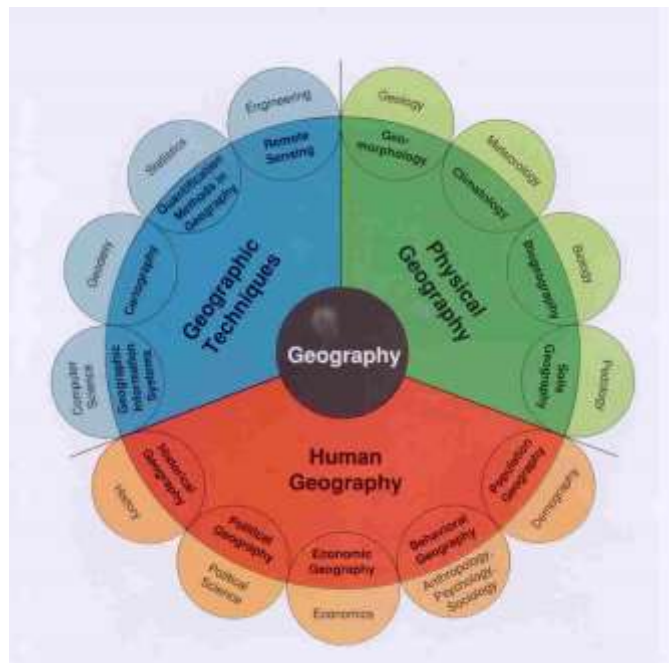 Engineering
Remote
Sensing
Statistics
Quantification
Methods in
Geography
Geodesy
Cartography
Computer
Science
Geographic
Information
Systems
Geographic
Techniques
Geology
Geo-
morphology
Meteorology
Climatology
Biology
Biogeography
Pedology
Soils
Geography
Physical
Geography
Geography
Human
Geography
Historical
Geography
History
Political
Geography
Political
Science
Economic
Geography
Economics
Behavioral
Geography
Anthropology,
Psychology,
Sociology
Population
Geography
Demography